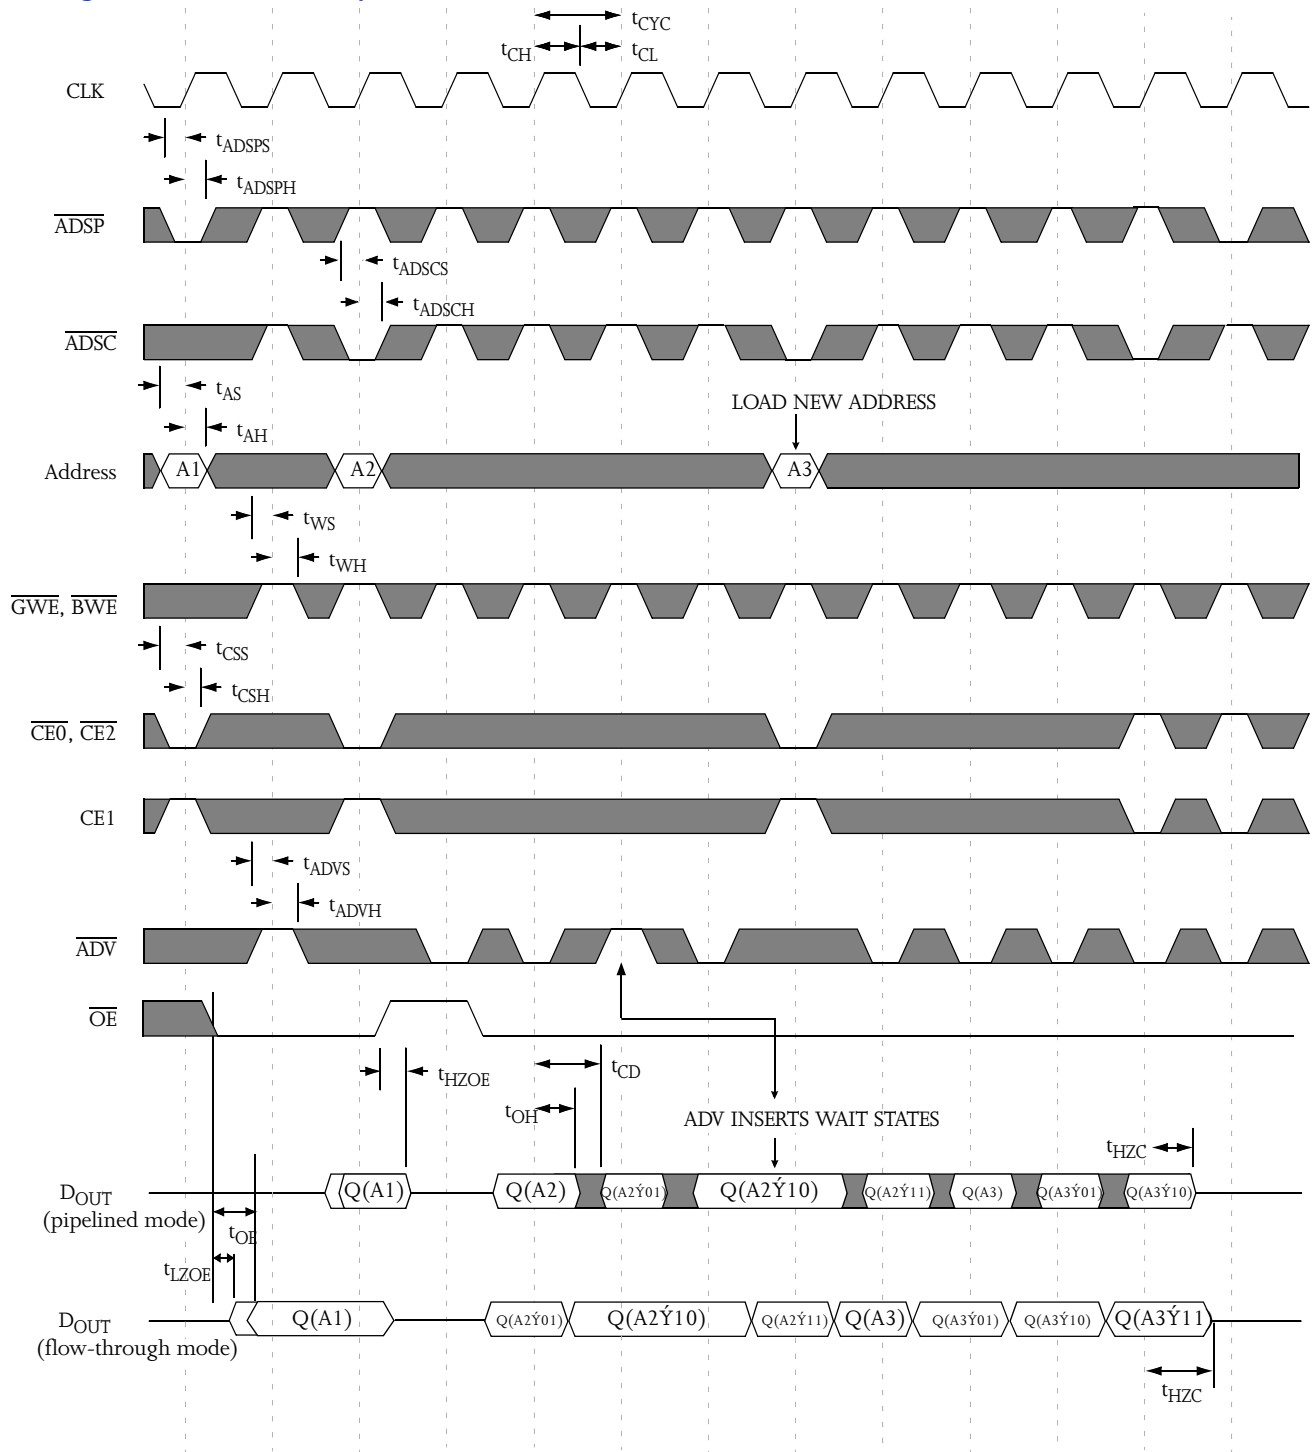 tCYC
tCH
tCL
CLK
tADSPS
tADSPH
ADSP
tADSCS
tADSCH
ADSC
tAS
LOAD NEW ADDRESS
tAH
Address
A1
A2
A3
tWS
tWH
GWE, BWE
tCSS
tCSH
CE0, CE2
CE1
tADVS
tADVH
ADV
OE
tCD
tHZOE
tOH
ADV INSERTS WAIT STATES
tHZC
DOUT
(pipelined mode)
Q(A1)
Q(A2)
Q(A2Ý01)
Q(A2Ý10)
Q(A2Ý11)
Q(A3)
Q(A3Ý01)
Q(A3Ý10)
tOE
tLZOE
DOUT
(flow-through mode)
Q(A1)
Q(A2Ý01)
Q(A2Ý10)
Q(A2Ý11)
Q(A3)
Q(A3Ý01)
Q(A3Ý10)
Q(A3Ý11)
tHZC